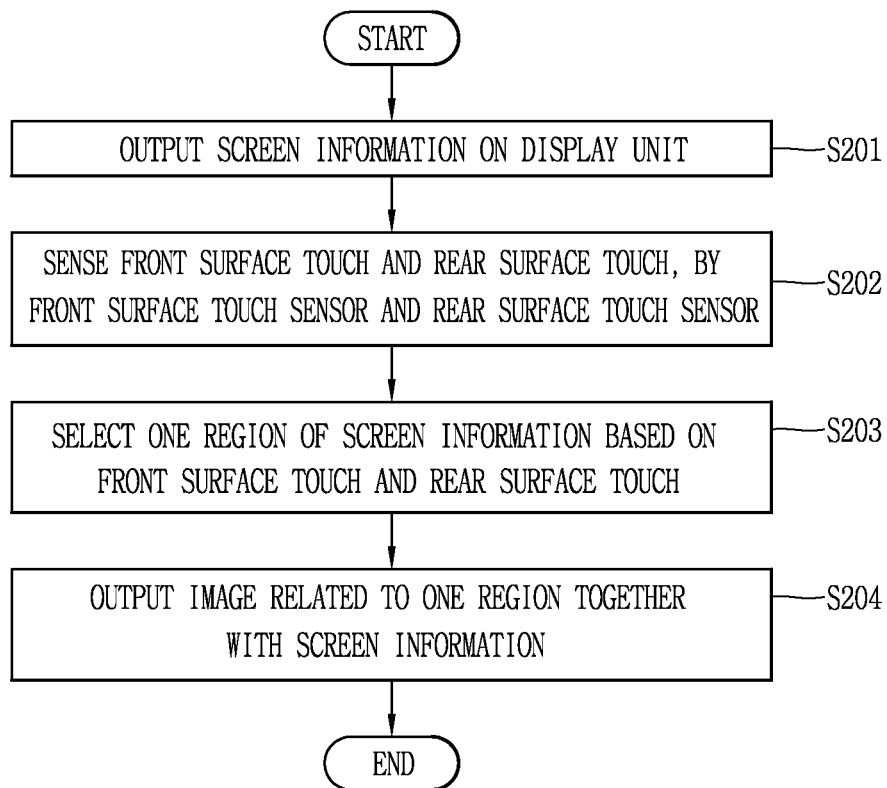 START
OUTPUT SCREEN INFORMATION ON DISPLAY UNIT
S201
SENSE FRONT SURFACE TOUCH AND REAR SURFACE TOUCH, BY
FRONT SURFACE TOUCH SENSOR AND REAR SURFACE TOUCH SENSOR
S202
SELECT ONE REGION OF SCREEN INFORMATION BASED ON
FRONT SURFACE TOUCH AND REAR SURFACE TOUCH
S203
OUTPUT IMAGE RELATED TO ONE REGION TOGETHER
WITH SCREEN INFORMATION
S204
END